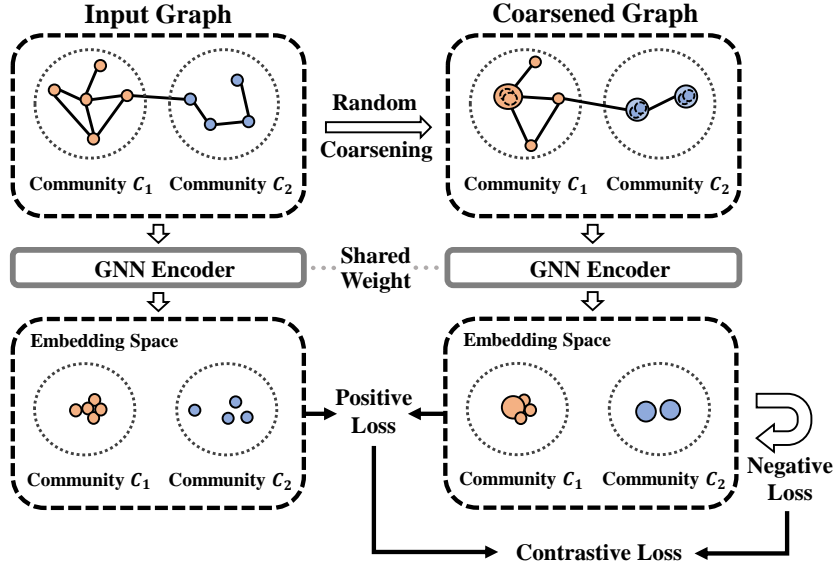 Input Graph
Coarsened Graph
Community C₁
Community C₂
Random
Coarsening
Community C₁
Community C₂
GNN Encoder
Shared
Weight
GNN Encoder
Embedding Space
Community C₁
Community C₂
Positive
Loss
Embedding Space
Community C₁
Community C₂
Negative
Loss
Contrastive Loss